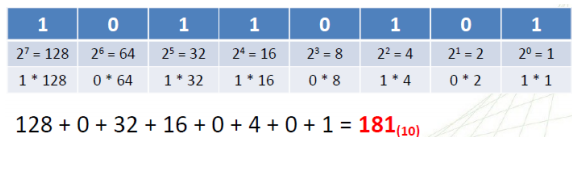 1 0 1 1 0 1 0 1
2⁷ = 128 2⁶ = 64 2⁵ = 32 2⁴ = 16 2³ = 8 2² = 4 2¹ = 2 2⁰ = 1
1 * 128 0 * 64 1 * 32 1 * 16 0 * 8 1 * 4 0 * 2 1 * 1
128 + 0 + 32 + 16 + 0 + 4 + 0 + 1 = 181₍₁₀₎